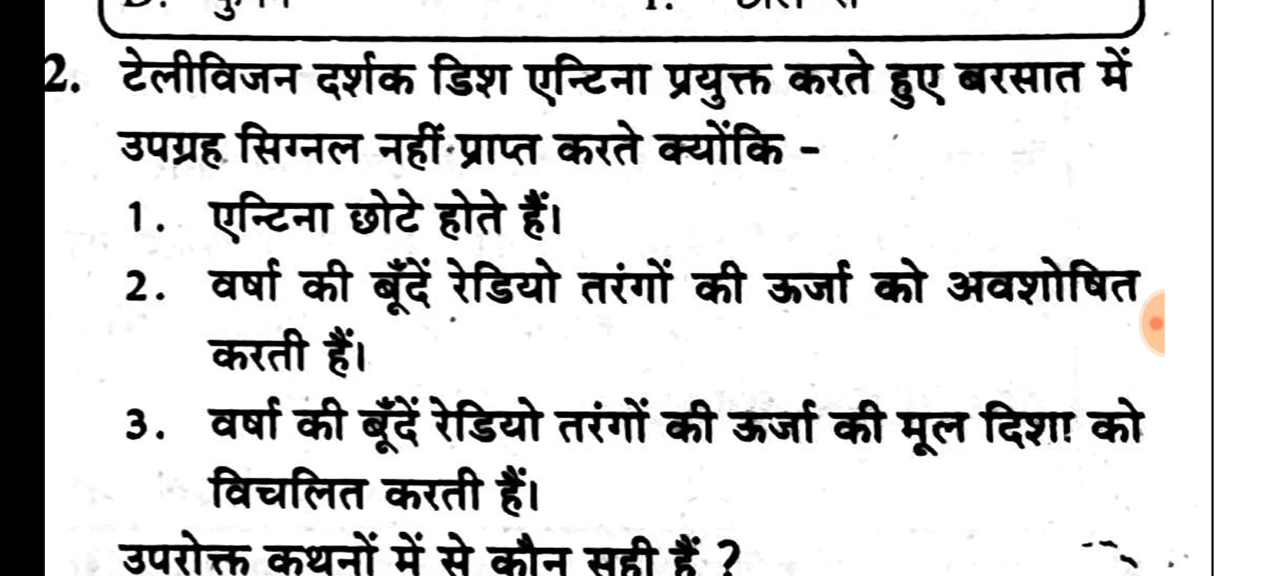 2. टेलीविजन दर्शक डिश एन्टिना प्रयुक्त करते हुए बरसात में
उपग्रह सिग्नल नहीं प्राप्त करते क्योंकि -
1. एन्टिना छोटे होते हैं।
2. वर्षा की बूँदें रेडियो तरंगों की ऊर्जा को अवशोषित
करती हैं।
3. वर्षा की बूँदें रेडियो तरंगों की ऊर्जा की मूल दिशा को
विचलित करती हैं।
उपरोक्त कथनों में से कौन सही हैं ?